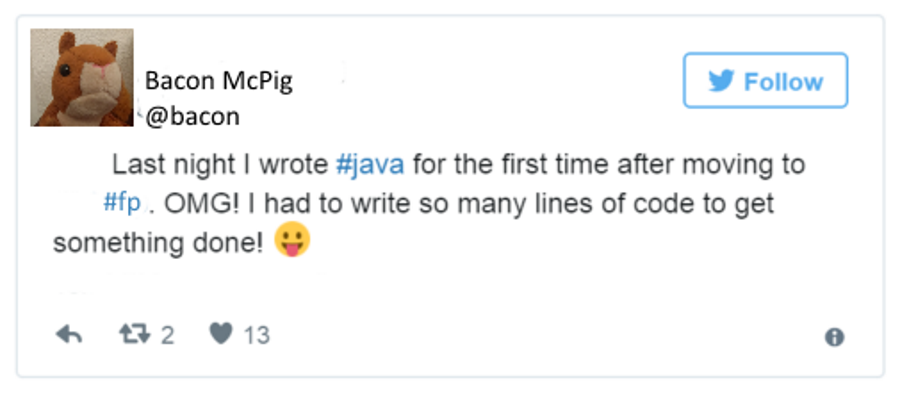 Bacon McPig
Follow
@bacon
Last night I wrote #java for the first time after moving to
#fp . OMG! I had to write so many lines of code to get
something done! 😛
2 13